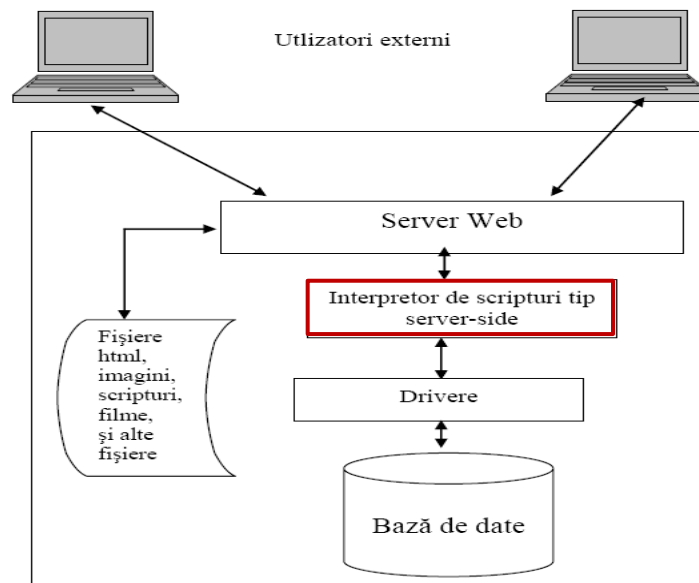 Utlizatori externi
Server Web
Interpretor de scripturi tip
server-side
Fişiere
html,
imagini,
scripturi,
filme,
şi alte
fişiere
Drivere
Bază de date